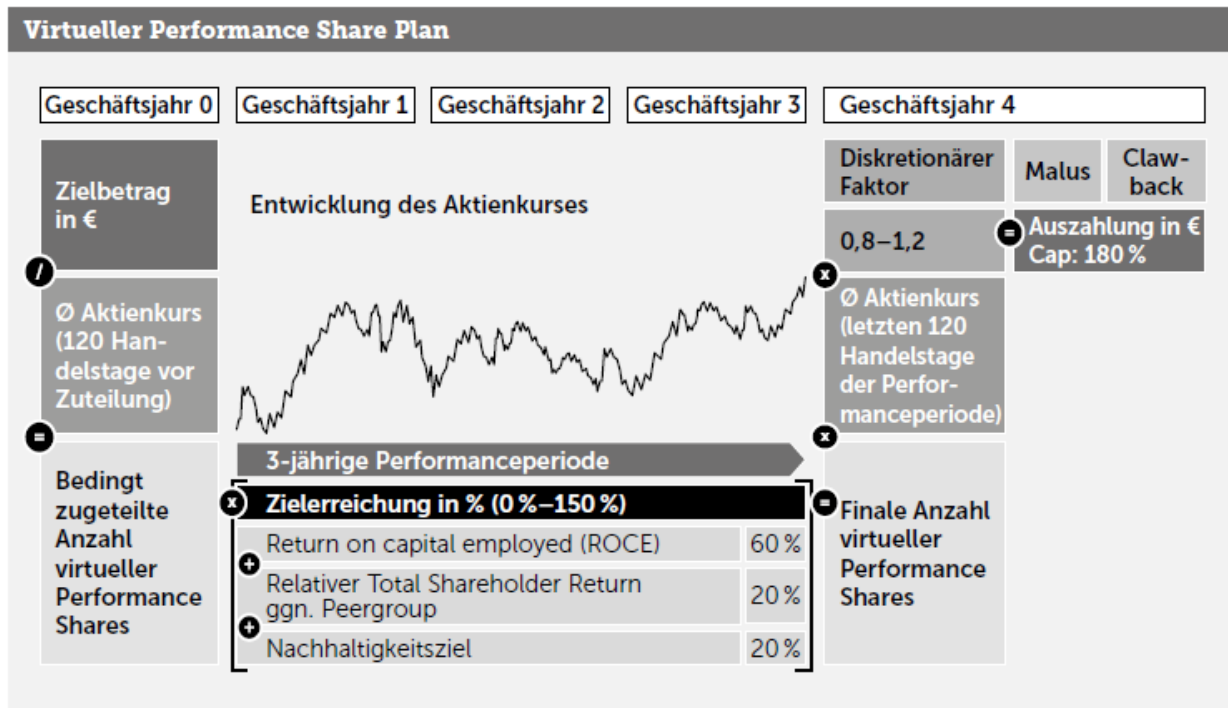 Virtueller Performance Share Plan
Geschäftsjahr 0
Geschäftsjahr 1
Geschäftsjahr 2
Geschäftsjahr 3
Geschäftsjahr 4
Zielbetrag
in €
/
Ø Aktienkurs
(120 Han-
delstage vor
Zuteilung)
=
Bedingt
zugeteilte
Anzahl
virtueller
Performance
Shares
Entwicklung des Aktienkurses
3-jährige Performanceperiode
x
Zielerreichung in % (0 %–150 %)
Return on capital employed (ROCE) 60 %
+
Relativer Total Shareholder Return
ggn. Peergroup 20 %
+
Nachhaltigkeitsziel 20 %
Diskretionärer
Faktor
0,8–1,2
x
Ø Aktienkurs
(letzten 120
Handelstage
der Perfor-
manceperiode)
x
=
Finale Anzahl
virtueller
Performance
Shares
Malus
Claw-
back
=
Auszahlung in €
Cap: 180 %